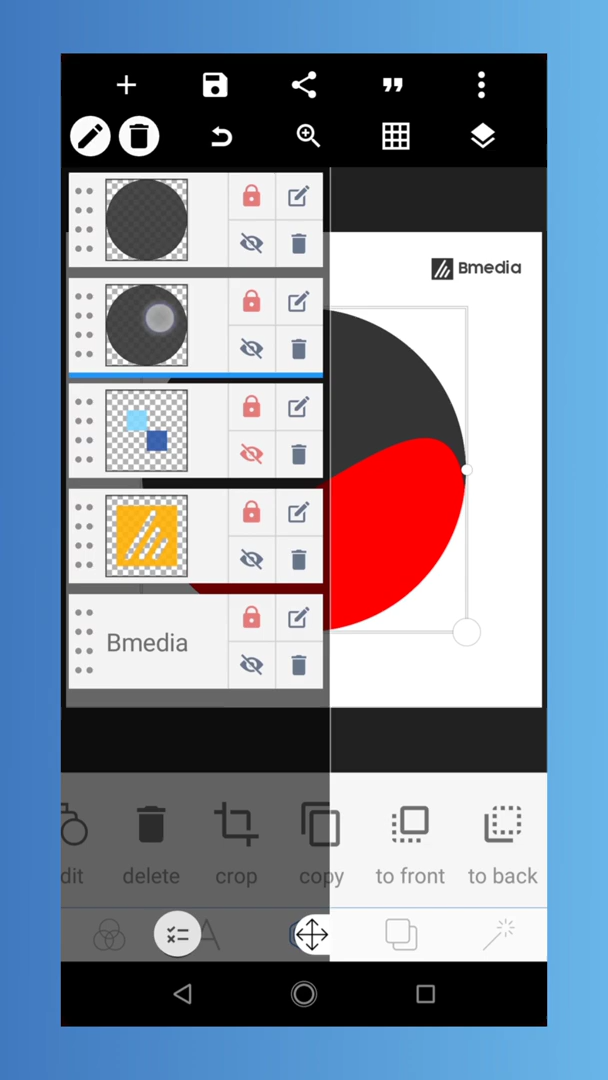 Bmedia
Bmedia
dit
delete
crop
copy
to front
to back